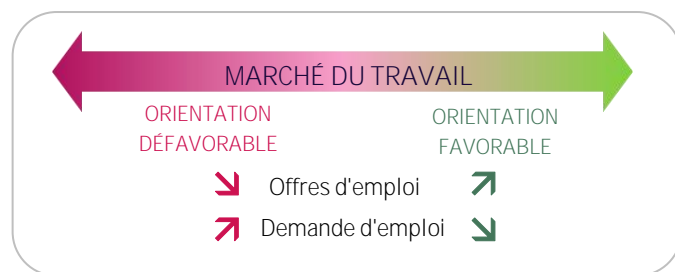 MARCHÉ DU TRAVAIL
ORIENTATION
DÉFAVORABLE
ORIENTATION
FAVORABLE
Offres d'emploi
Demande d'emploi